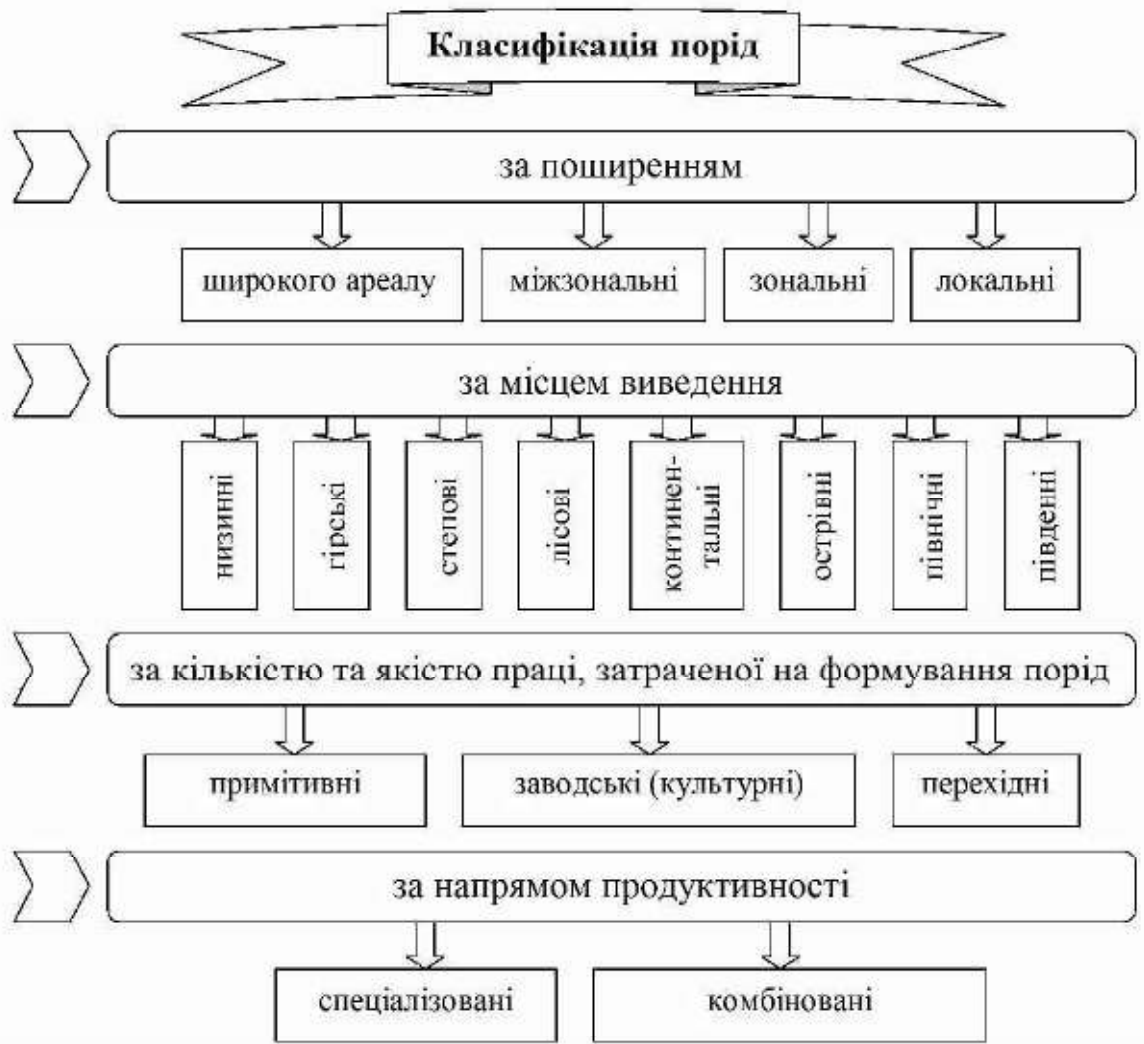 Класифікація порід
за поширенням
широкого ареалу
міжзональні
зональні
локальні
за місцем виведення
низинні
гірські
степові
лісові
континен-
тальні
острівні
північні
південні
за кількістю та якістю праці, затраченої на формування порід
примітивні
заводські (культурні)
перехідні
за напрямом продуктивності
спеціалізовані
комбіновані